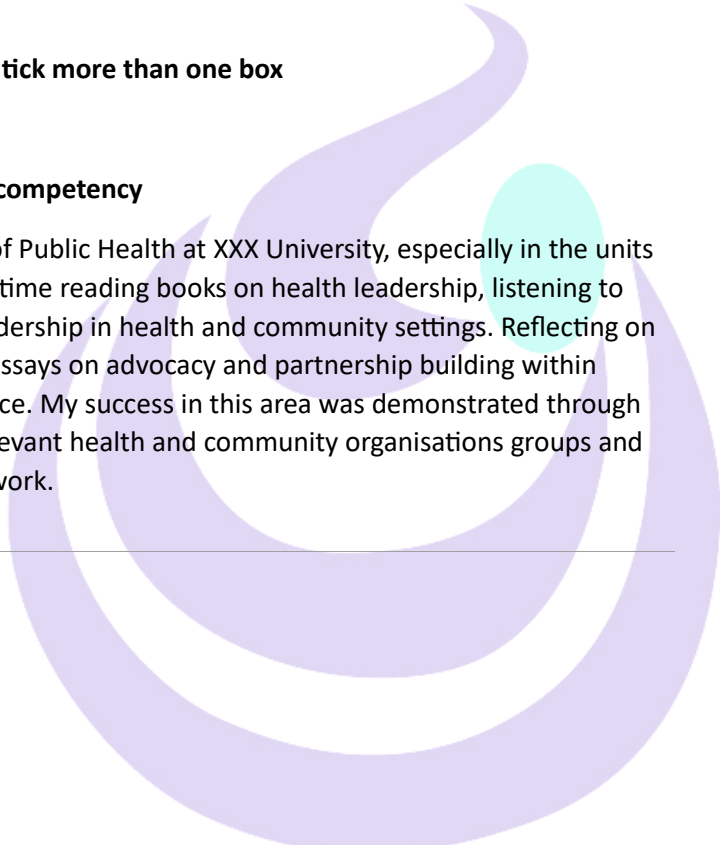 tick more than one box
competency
of Public Health at XXX University, especially in the units
time reading books on health leadership, listening to
dership in health and community settings. Reflecting on
ssays on advocacy and partnership building within
ce. My success in this area was demonstrated through
evant health and community organisations groups and
work.